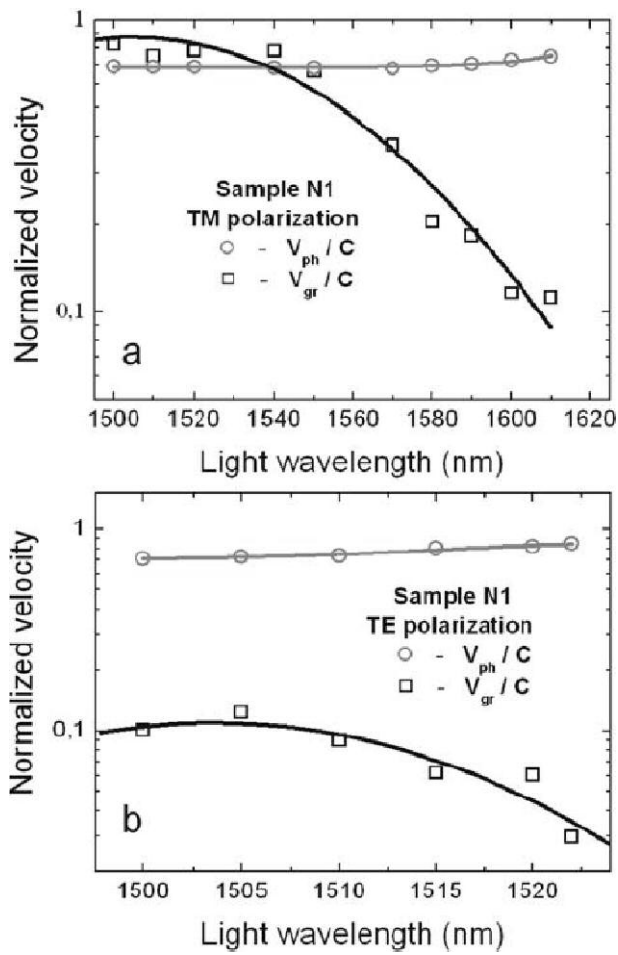 1
0,1
Normalized velocity
Sample N1
TM polarization
○ - V_ph / C
□ - V_gr / C
a
1500 1520 1540 1560 1580 1600 1620
Light wavelength (nm)
1
0.1
Normalized velocity
Sample N1
TE polarization
○ - V_ph / C
□ - V_gr / C
b
1500 1505 1510 1515 1520
Light wavelength (nm)